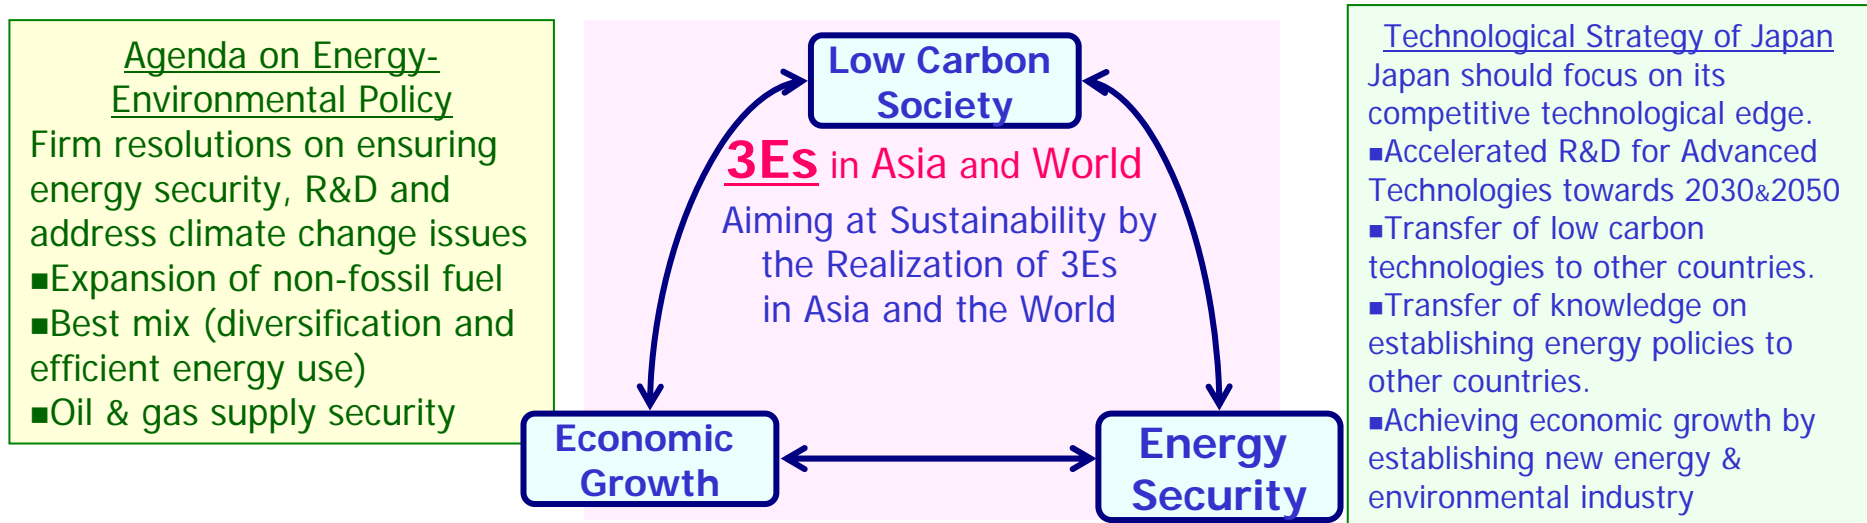 Agenda on Energy-
Environmental Policy
Firm resolutions on ensuring
energy security, R&D and
address climate change issues
■Expansion of non-fossil fuel
■Best mix (diversification and
efficient energy use)
■Oil & gas supply security
Low Carbon
Society
3Es in Asia and World
Aiming at Sustainability by
the Realization of 3Es
in Asia and the World
Economic
Growth
Energy
Security
Technological Strategy of Japan
Japan should focus on its
competitive technological edge.
■Accelerated R&D for Advanced
Technologies towards 2030&2050
■Transfer of low carbon
technologies to other countries.
■Transfer of knowledge on
establishing energy policies to
other countries.
■Achieving economic growth by
establishing new energy &
environmental industry